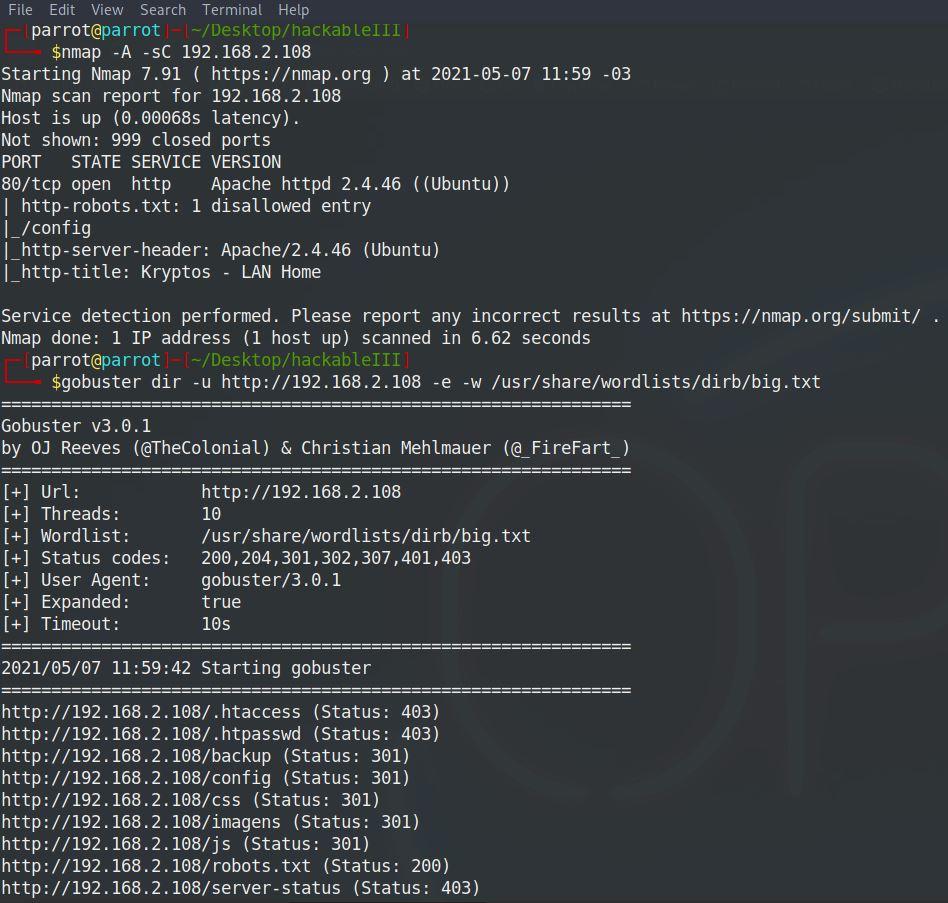 File Edit View Search Terminal Help
[parrot@parrot]-[~/Desktop/hackableIII]
$nmap -A -sC 192.168.2.108
Starting Nmap 7.91 ( https://nmap.org ) at 2021-05-07 11:59 -03
Nmap scan report for 192.168.2.108
Host is up (0.00068s latency).
Not shown: 999 closed ports
PORT   STATE SERVICE VERSION
80/tcp open  http    Apache httpd 2.4.46 ((Ubuntu))
| http-robots.txt: 1 disallowed entry
|_/config
|_http-server-header: Apache/2.4.46 (Ubuntu)
|_http-title: Kryptos - LAN Home
Service detection performed. Please report any incorrect results at https://nmap.org/submit/ .
Nmap done: 1 IP address (1 host up) scanned in 6.62 seconds
[parrot@parrot]-[~/Desktop/hackableIII]
$gobuster dir -u http://192.168.2.108 -e -w /usr/share/wordlists/dirb/big.txt
===============================================================
Gobuster v3.0.1
by OJ Reeves (@TheColonial) & Christian Mehlmauer (@_FireFart_)
===============================================================
[+] Url:            http://192.168.2.108
[+] Threads:        10
[+] Wordlist:       /usr/share/wordlists/dirb/big.txt
[+] Status codes:   200,204,301,302,307,401,403
[+] User Agent:     gobuster/3.0.1
[+] Expanded:       true
[+] Timeout:        10s
===============================================================
2021/05/07 11:59:42 Starting gobuster
===============================================================
http://192.168.2.108/.htaccess (Status: 403)
http://192.168.2.108/.htpasswd (Status: 403)
http://192.168.2.108/backup (Status: 301)
http://192.168.2.108/config (Status: 301)
http://192.168.2.108/css (Status: 301)
http://192.168.2.108/imagens (Status: 301)
http://192.168.2.108/js (Status: 301)
http://192.168.2.108/robots.txt (Status: 200)
http://192.168.2.108/server-status (Status: 403)